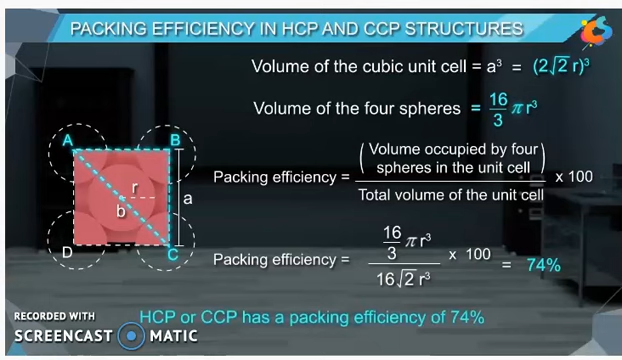 PACKING EFFICIENCY IN HCP AND CCP STRUCTURES
Volume of the cubic unit cell = a³ = (2√2 r)³
Volume of the four spheres = 16/3 π r³
Packing efficiency = (Volume occupied by four spheres in the unit cell) / Total volume of the unit cell x 100
A
B
r
b
a
D
C
Packing efficiency = 16/3 π r³ / 16√2 r³ x 100 = 74%
HCP or CCP has a packing efficiency of 74%
RECORDED WITH
SCREENCAST MATIC